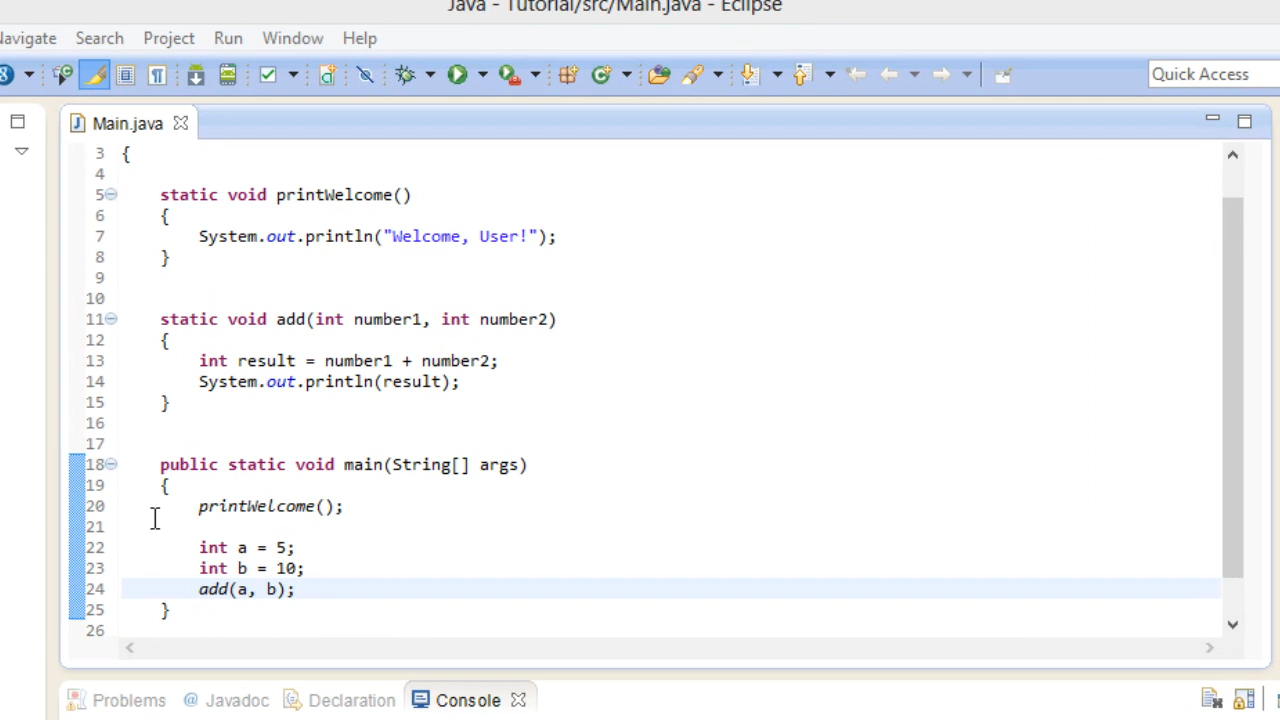 Java - Tutorial/src/Main.java - Eclipse
Navigate Search Project Run Window Help
Quick Access
Main.java
3 {
4
5 static void printWelcome()
6 {
7 System.out.println("Welcome, User!");
8 }
9
10
11 static void add(int number1, int number2)
12 {
13 int result = number1 + number2;
14 System.out.println(result);
15 }
16
17
18 public static void main(String[] args)
19 {
20 printWelcome();
21
22 int a = 5;
23 int b = 10;
24 add(a, b);
25 }
26
Problems @ Javadoc Declaration Console